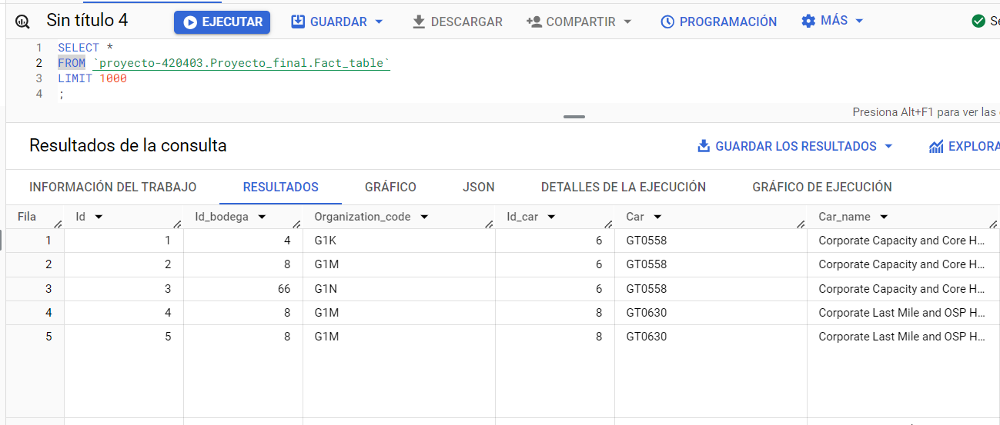 Sin título 4 EJECUTAR GUARDAR DESCARGAR COMPARTIR PROGRAMACIÓN MÁS Se
1 SELECT *
2 FROM `proyecto-420403.Proyecto_final.Fact_table`
3 LIMIT 1000
4 ;
Presiona Alt+F1 para ver las
Resultados de la consulta GUARDAR LOS RESULTADOS EXPLORA
INFORMACIÓN DEL TRABAJO RESULTADOS GRÁFICO JSON DETALLES DE LA EJECUCIÓN GRÁFICO DE EJECUCIÓN
Fila Id Id_bodega Organization_code Id_car Car Car_name
1 1 4 G1K 6 GT0558 Corporate Capacity and Core H...
2 2 8 G1M 6 GT0558 Corporate Capacity and Core H...
3 3 66 G1N 6 GT0558 Corporate Capacity and Core H...
4 4 8 G1M 8 GT0630 Corporate Last Mile and OSP H...
5 5 8 G1M 8 GT0630 Corporate Last Mile and OSP H...